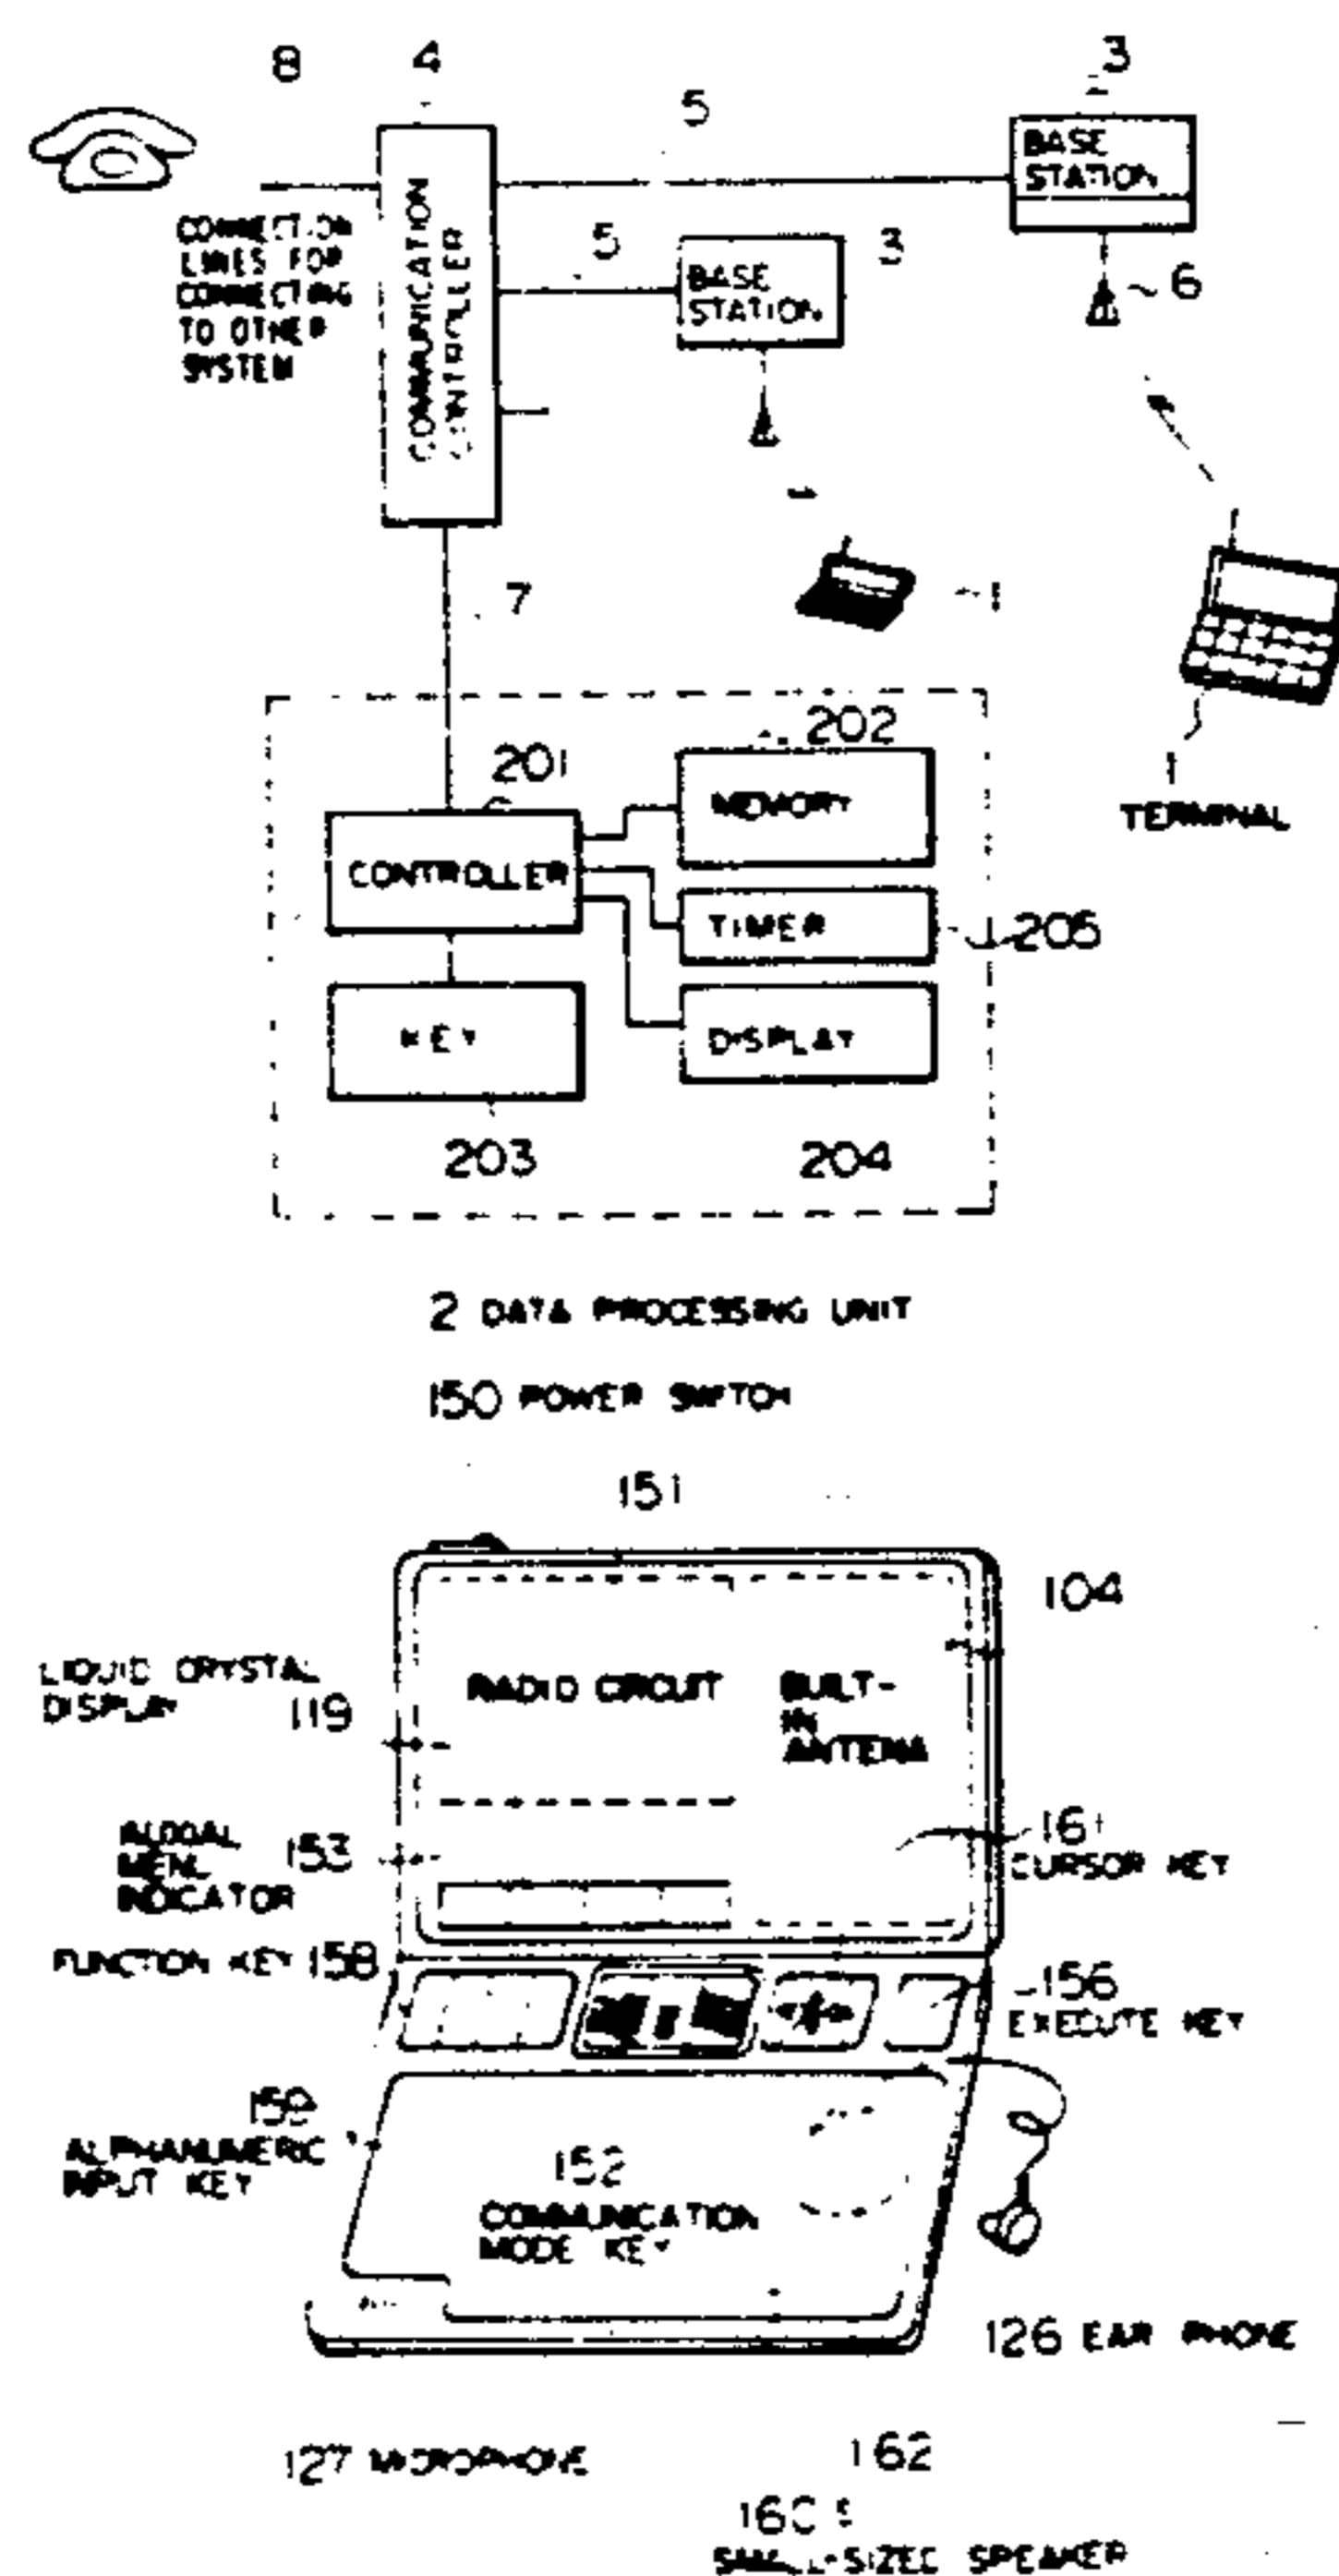 8
4
3
5
BASE
STATION
CONNECTION
LINES FOR
CONNECTING
TO OTHER
SYSTEM
COMMUNICATION
CONTROLLER
5
3
BASE
STATION
6
7
1
1
TERMINAL
201
202
MEMORY
CONTROLLER
TIMER
205
KEY
DISPLAY
203
204
2 DATA PROCESSING UNIT
150 POWER SWITCH
151
104
LIQUID CRYSTAL
DISPLAY 119
RADIO CIRCUIT
BUILT-
IN
ANTENA
153
INDICATOR
161
CURSOR KEY
FUNCTION KEY 158
156
EXECUTE KEY
159
ALPHANUMERIC
INPUT KEY
152
COMMUNICATION
MODE KEY
126 EAR PHONE
127 MICROPHONE
162
160
SMALL-SIZED SPEAKER